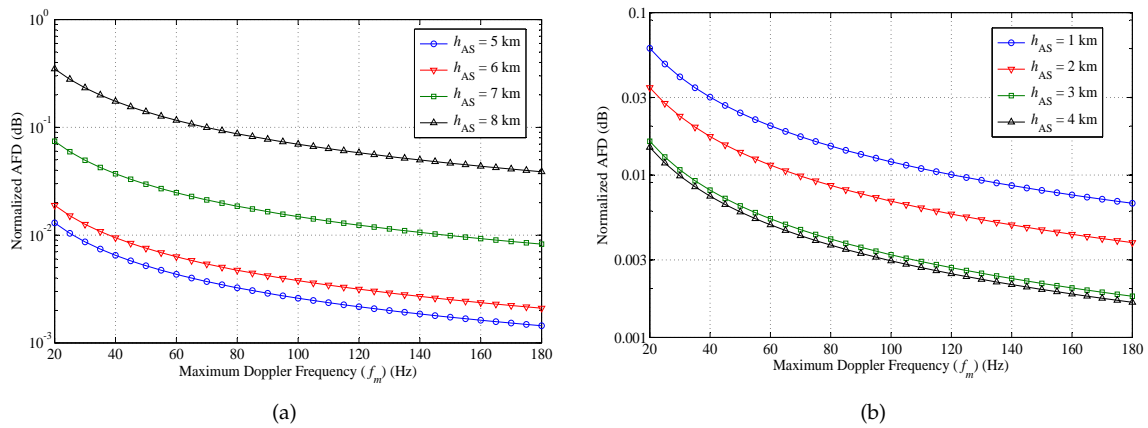 10^0
10^-1
10^-2
10^-3
Normalized AFD (dB)
h_AS = 5 km
h_AS = 6 km
h_AS = 7 km
h_AS = 8 km
20 40 60 80 100 120 140 160 180
Maximum Doppler Frequency (f_m) (Hz)
(a)
0.1
0.03
0.01
0.003
0.001
Normalized AFD (dB)
h_AS = 1 km
h_AS = 2 km
h_AS = 3 km
h_AS = 4 km
20 40 60 80 100 120 140 160 180
Maximum Doppler Frequency (f_m) (Hz)
(b)